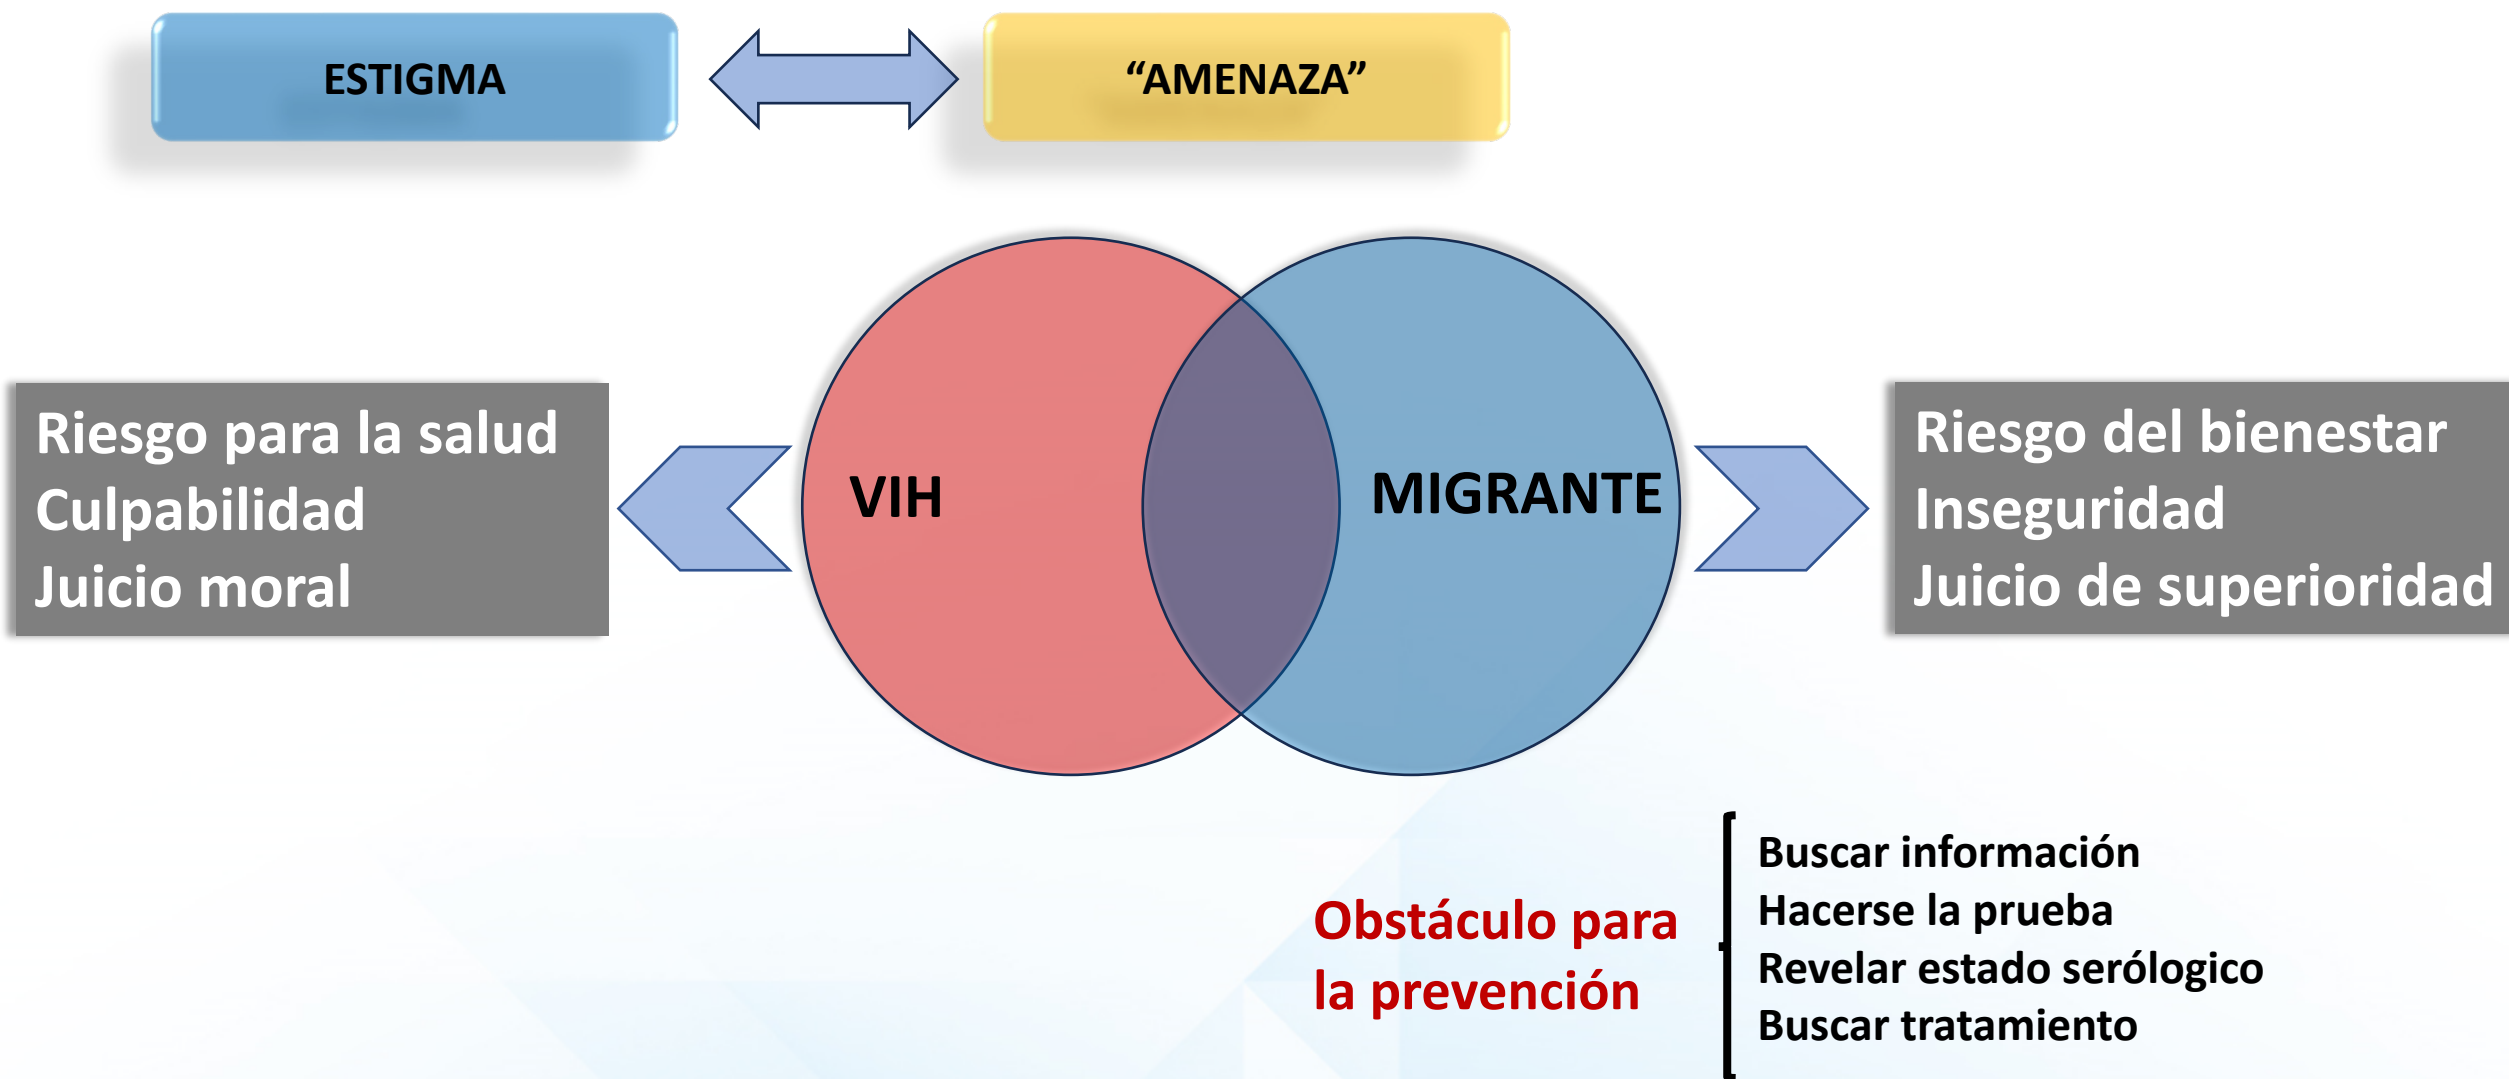 ESTIGMA
“AMENAZA”
Riesgo para la salud
Culpabilidad
Juicio moral
VIH
MIGRANTE
Riesgo del bienestar
Inseguridad
Juicio de superioridad
Obstáculo para
la prevención
Buscar información
Hacerse la prueba
Revelar estado serólogico
Buscar tratamiento